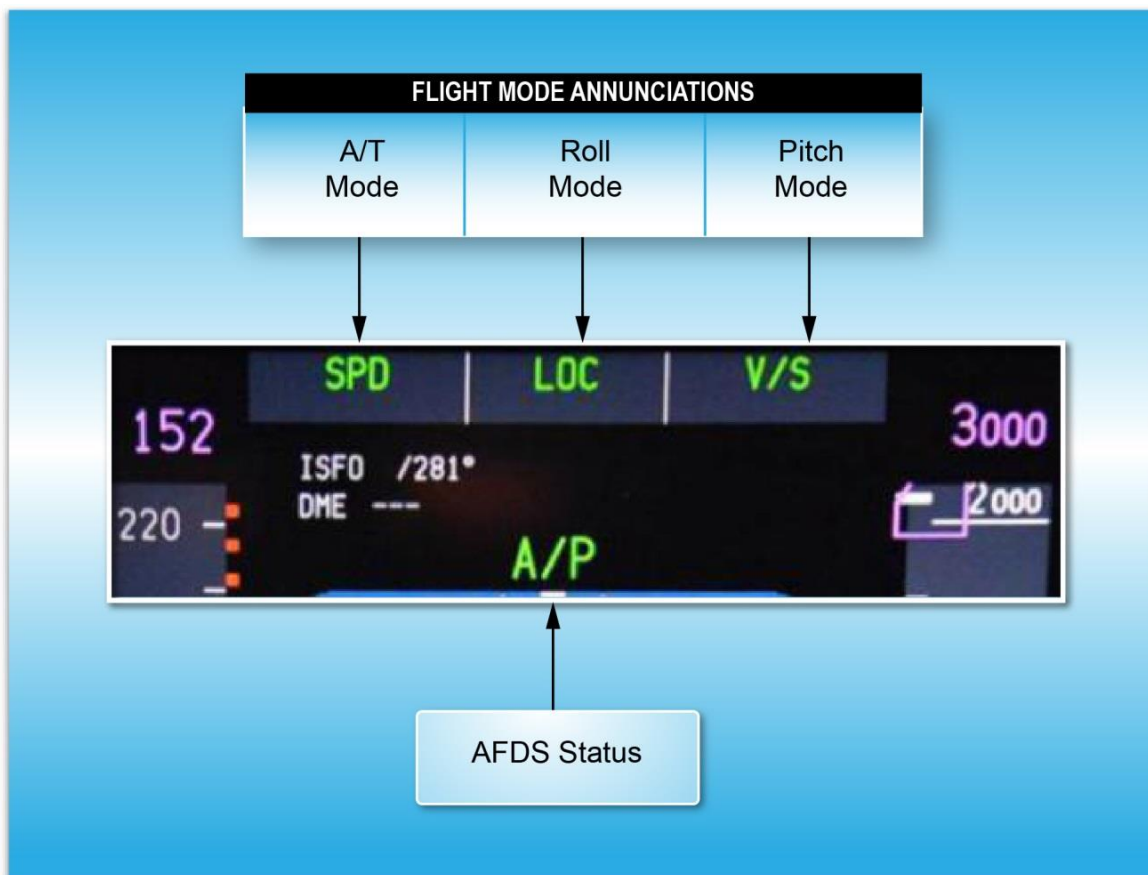 FLIGHT MODE ANNUNCIATIONS
A/T
Mode
Roll
Mode
Pitch
Mode
SPD LOC V/S
152
3000
ISFO /281°
DME ---
220
2000
A/P
AFDS Status